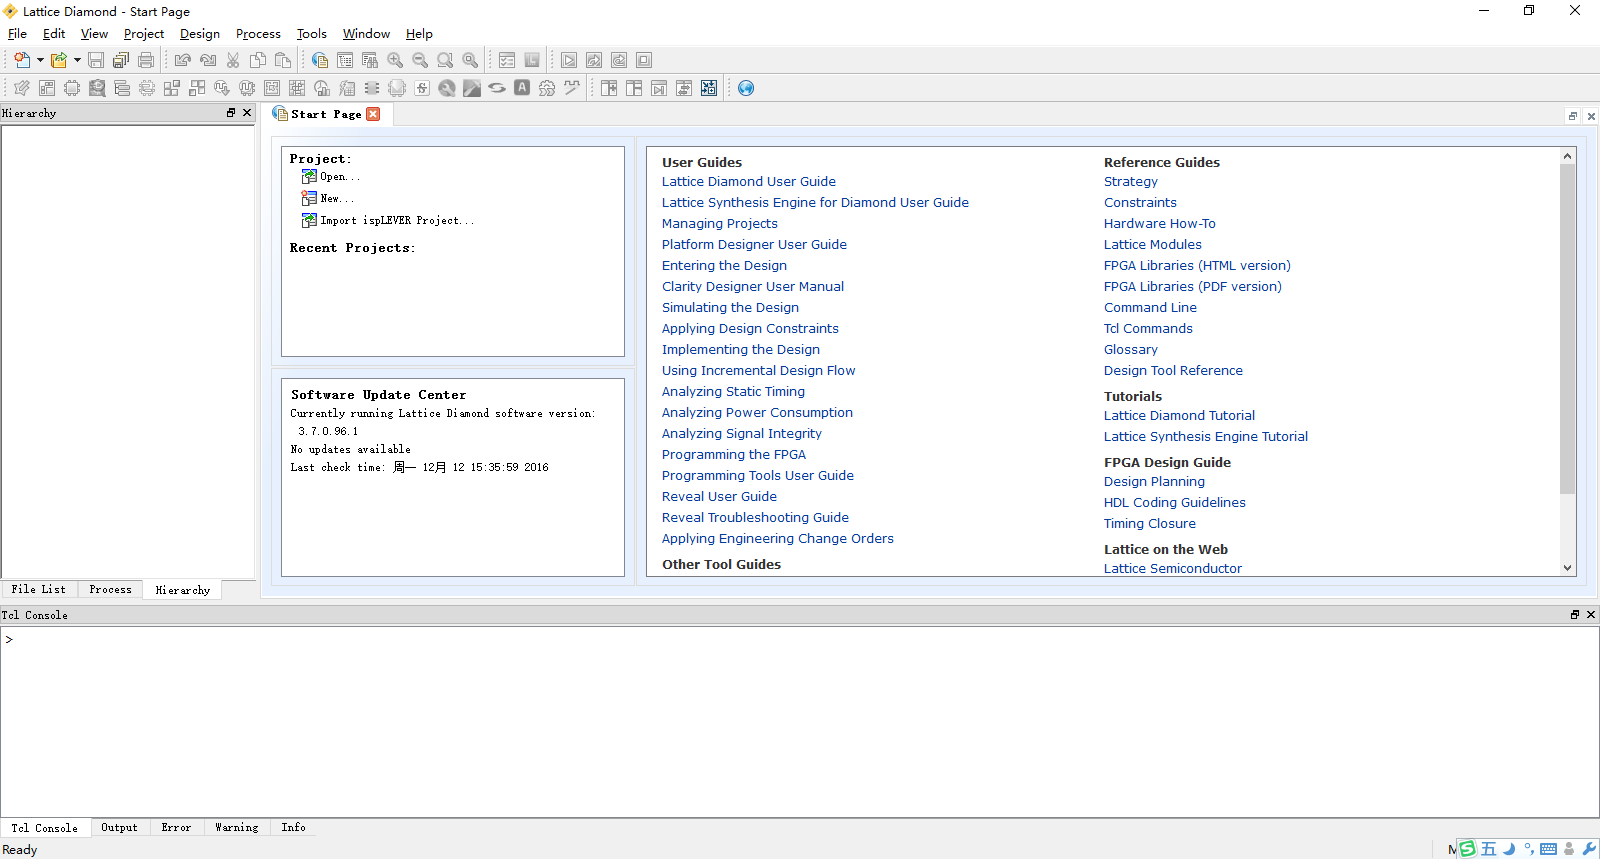 Lattice Diamond - Start Page
File Edit View Project Design Process Tools Window Help
Hierarchy
Start Page
Project:
Open...
New...
Import ispLEVER Project...
Recent Projects:
Software Update Center
Currently running Lattice Diamond software version:
3.7.0.96.1
No updates available
Last check time: 周一 12月 12 15:35:59 2016
User Guides
Lattice Diamond User Guide
Lattice Synthesis Engine for Diamond User Guide
Managing Projects
Platform Designer User Guide
Entering the Design
Clarity Designer User Manual
Simulating the Design
Applying Design Constraints
Implementing the Design
Using Incremental Design Flow
Analyzing Static Timing
Analyzing Power Consumption
Analyzing Signal Integrity
Programming the FPGA
Programming Tools User Guide
Reveal User Guide
Reveal Troubleshooting Guide
Applying Engineering Change Orders
Other Tool Guides
Reference Guides
Strategy
Constraints
Hardware How-To
Lattice Modules
FPGA Libraries (HTML version)
FPGA Libraries (PDF version)
Command Line
Tcl Commands
Glossary
Design Tool Reference
Tutorials
Lattice Diamond Tutorial
Lattice Synthesis Engine Tutorial
FPGA Design Guide
Design Planning
HDL Coding Guidelines
Timing Closure
Lattice on the Web
Lattice Semiconductor
File List Process Hierarchy
Tcl Console
>
Tcl Console Output Error Warning Info
Ready
五